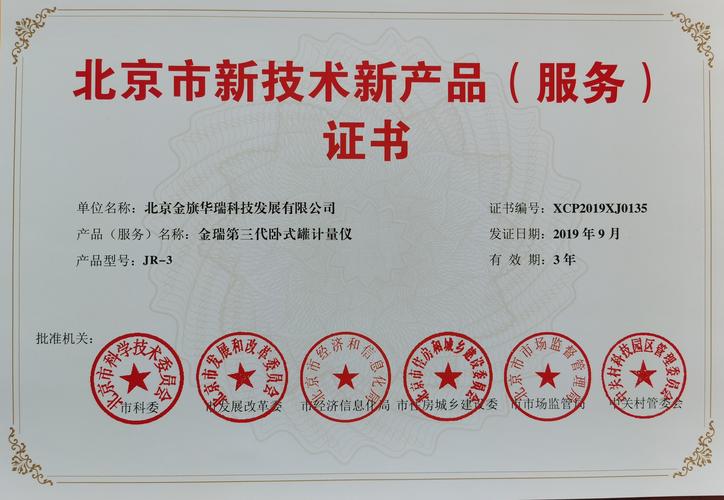 北京市新技术新产品（服务）
证书
单位名称：北京金旗华瑞科技发展有限公司
产品（服务）名称：金瑞第三代卧式罐计量仪
产品型号：JR-3
证书编号：XCP2019XJ0135
发证日期：2019 年 9 月
有 效 期：3 年
批准机关：
北京市科学技术委员会
市科委
北京市发展和改革委员会
市发展改革委
北京市经济和信息化局
市经济信息化局
北京市住房和城乡建设委员会
市住房城乡建设委
北京市市场监督管理局
市市场监管局
中关村科技园区管理委员会
中关村管委会